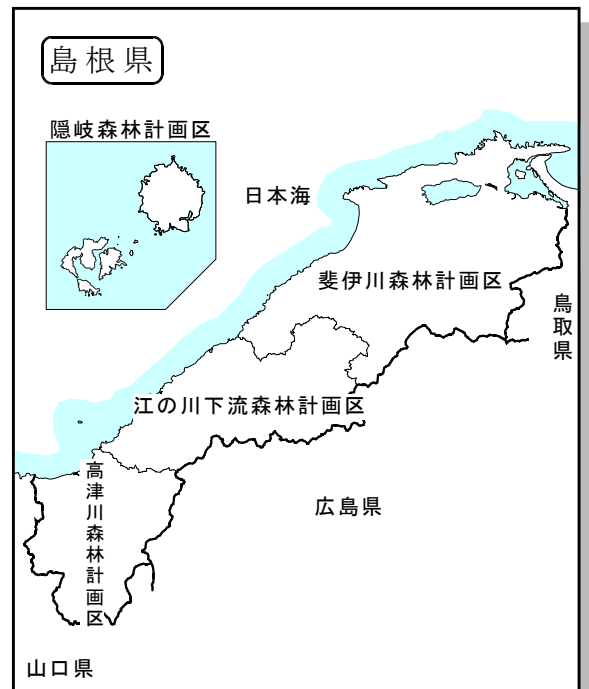 島根県
隠岐森林計画区
日本海
斐伊川森林計画区
鳥取県
江の川下流森林計画区
高津川森林計画区
広島県
山口県